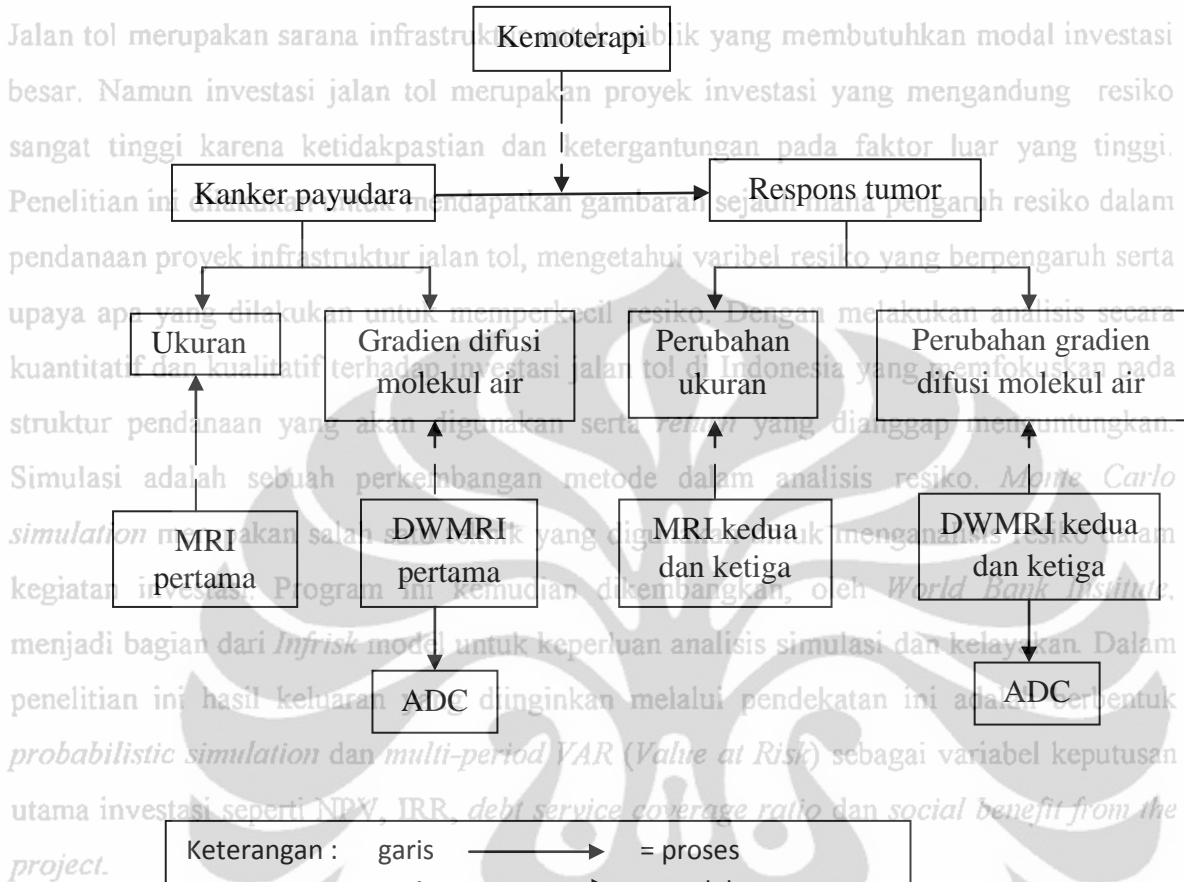 Kemoterapi
Kanker payudara
Respons tumor
Ukuran
Gradien difusi
molekul air
Perubahan
ukuran
Perubahan gradien
difusi molekul air
MRI
pertama
DWMRI
pertama
MRI kedua
dan ketiga
DWMRI kedua
dan ketiga
ADC
ADC
Keterangan : garis = proses
Jalan tol merupakan sarana yang membutuhkan modal investasi
besar. Namun investasi jalan tol merupakan proyek investasi yang mengandung resiko
sangat tinggi karena ketidakpastian dan ketergantungan pada faktor luar yang tinggi.
Penelitian ini mendapatkan gambaran sejauh mana pengaruh resiko dalam
pendanaan proyek infrastruktur jalan tol, mengetahui varibel resiko yang berpengaruh serta
upaya apa yang dilakukan untuk memperkecil resiko. Dengan melakukan analisis secara
kuantitatif dan kualitatif terhadap investasi jalan tol di Indonesia yang memfokuskan pada
struktur pendanaan yang akan digunakan serta yang dianggap menguntungkan.
Simulasi adalah sebuah perkembangan metode dalam analisis resiko. Monte Carlo
simulation merupakan salah satu teknik yang digunakan untuk menganalisis resiko dalam
kegiatan investasi. Program ini kemudian dikembangkan, oleh World Bank Institute,
menjadi bagian dari Infrisk model untuk keperluan analisis simulasi dan kelayakan. Dalam
penelitian ini hasil keluaran yang diinginkan melalui pendekatan ini adalah berbentuk
probabilistic simulation dan multi-period VAR (Value at Risk) sebagai variabel keputusan
utama investasi seperti NPV, IRR, debt service coverage ratio dan social benefit from the
project.